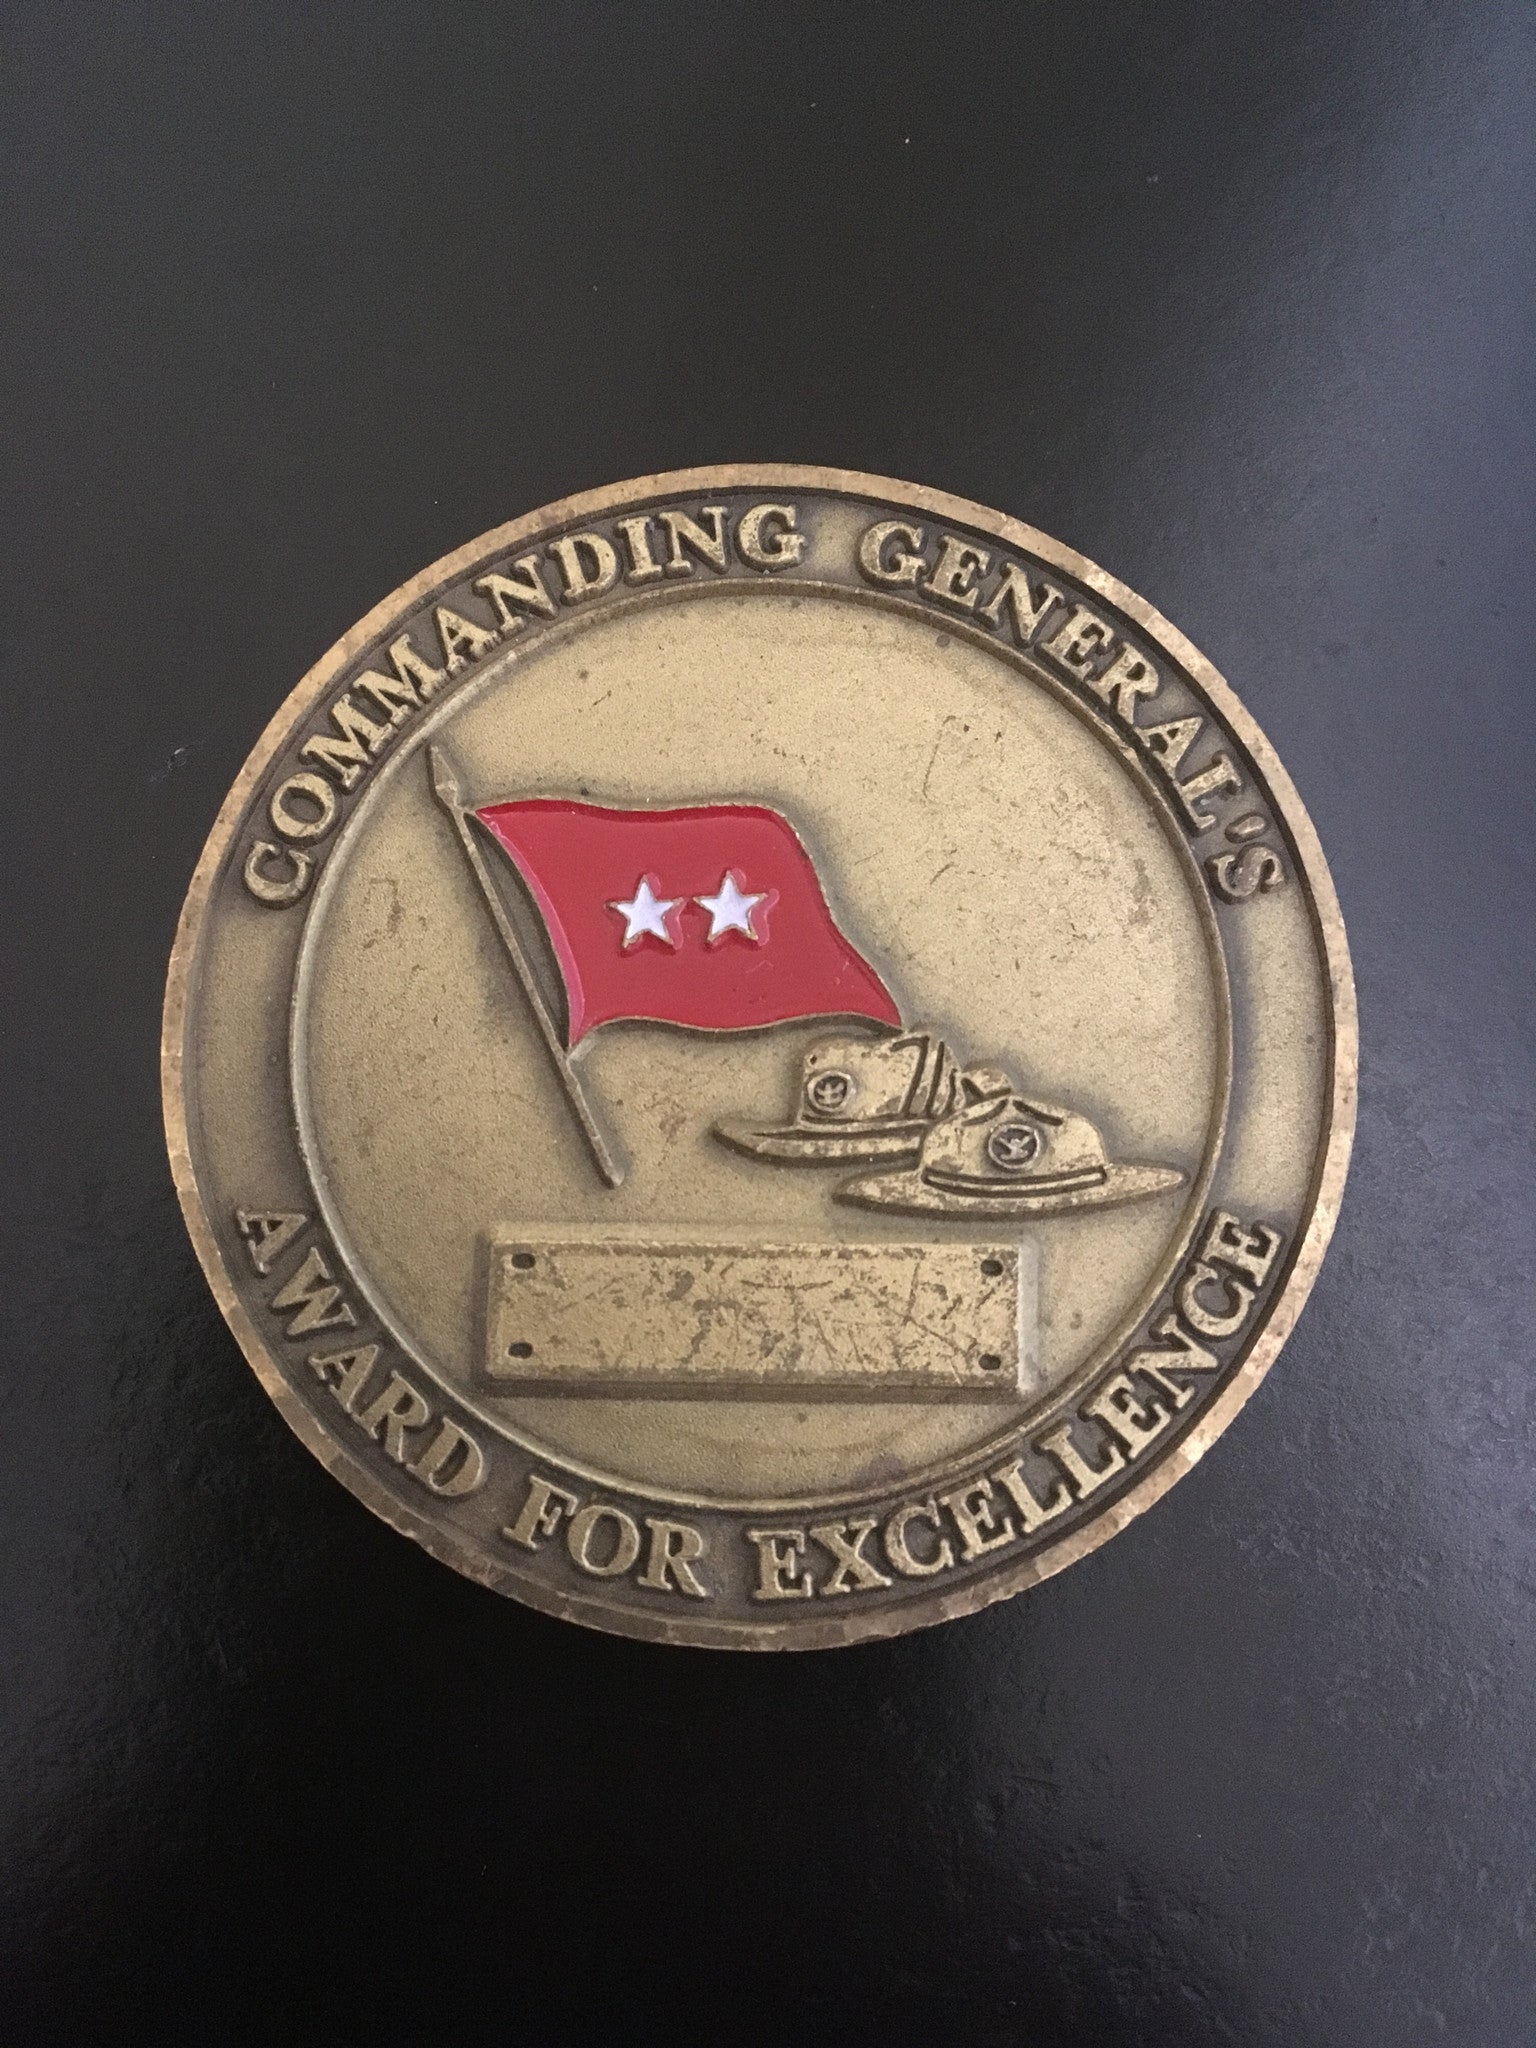 COMMANDING GENERAL'S
AWARD FOR EXCELLENCE